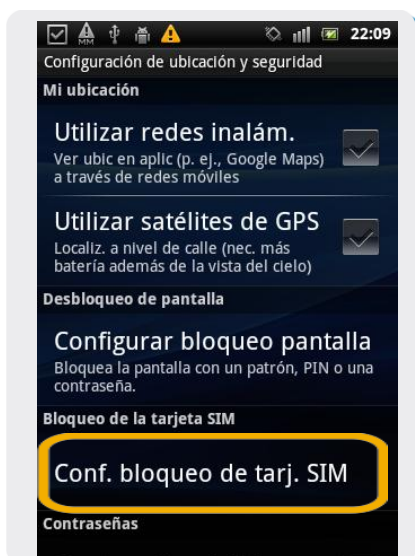 MM
22:09
Configuración de ubicación y seguridad
Mi ubicación
Utilizar redes inalám.
Ver ubic en aplic (p. ej., Google Maps)
a través de redes móviles
Utilizar satélites de GPS
Localiz. a nivel de calle (nec. más
batería además de la vista del cielo)
Desbloqueo de pantalla
Configurar bloqueo pantalla
Bloquea la pantalla con un patrón, PIN o una
contraseña.
Bloqueo de la tarjeta SIM
Conf. bloqueo de tarj. SIM
Contraseñas